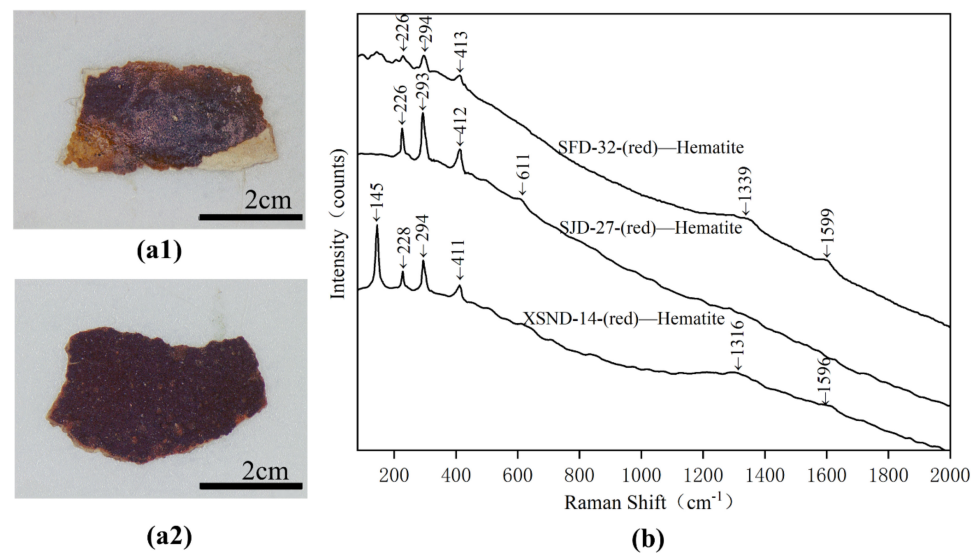 2cm
(a1)
2cm
(a2)
(b)
Intensity（counts）
226
294
413
SFD-32-(red)—Hematite
1339
1599
226
293
412
611
SJD-27-(red)—Hematite
145
228
294
411
XSND-14-(red)—Hematite
1316
1596
200 400 600 800 1000 1200 1400 1600 1800 2000
Raman Shift（cm-1）